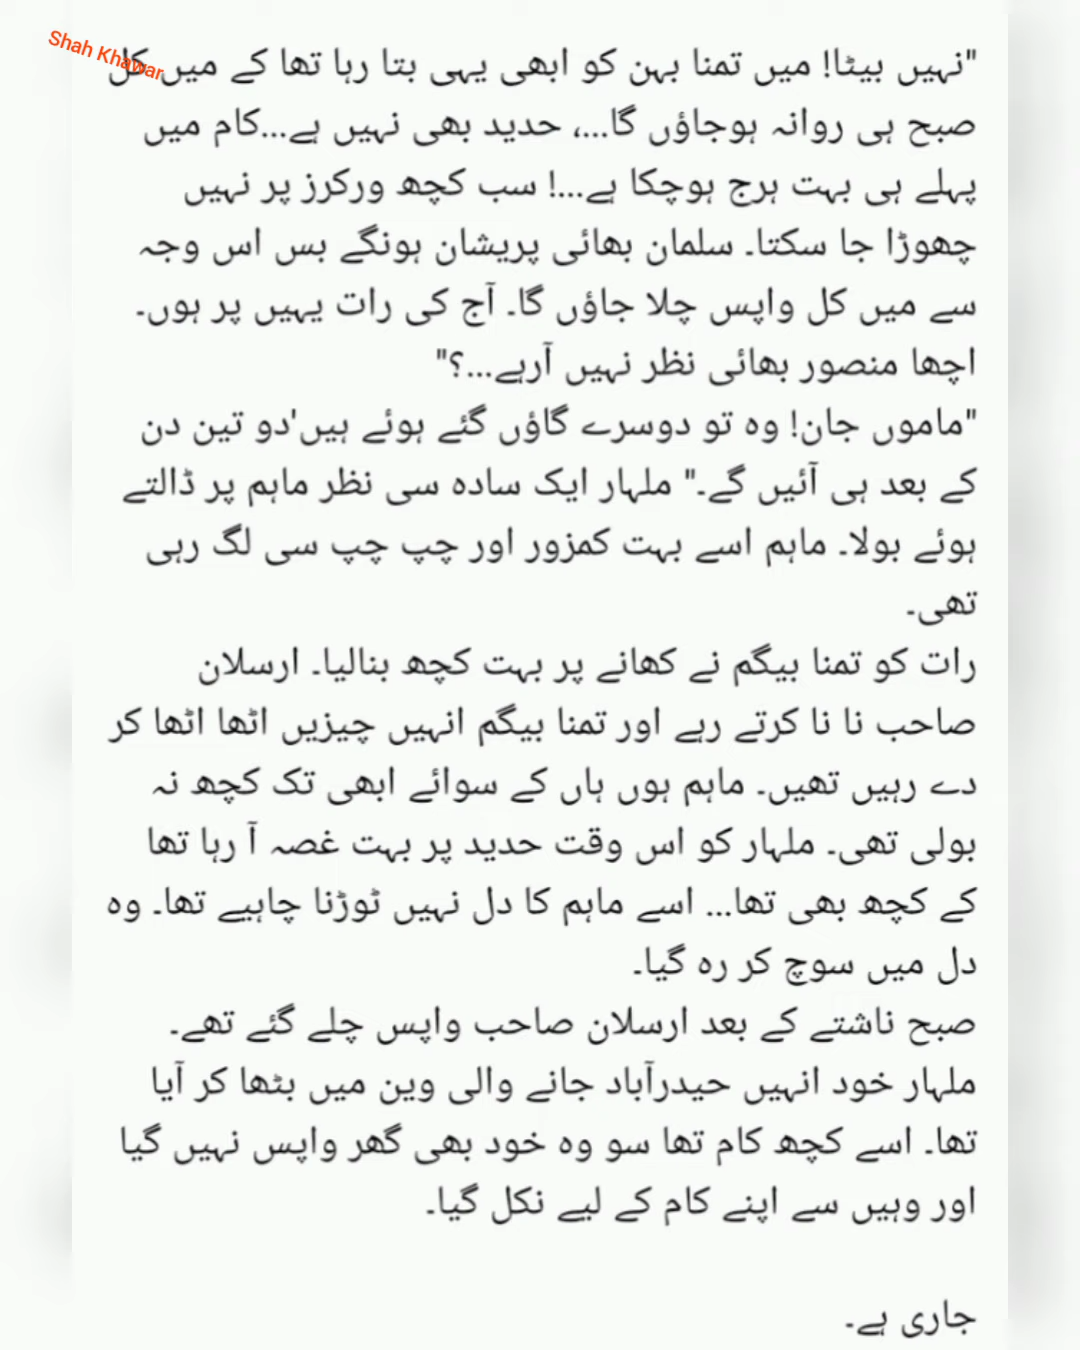 Shah Khawar
"نہیں بیٹا! میں تمنا بہن کو ابھی یہی بتا رہا تھا کے میں کل
صبح ہی روانہ ہوجاؤں گا...، حدید بھی نہیں ہے...کام میں
پہلے ہی بہت ہرج ہوچکا ہے...! سب کچھ ورکرز پر نہیں
چھوڑا جا سکتا۔ سلمان بھائی پریشان ہونگے بس اس وجہ
سے میں کل واپس چلا جاؤں گا۔ آج کی رات یہیں پر ہوں۔
اچھا منصور بھائی نظر نہیں آرہے...؟"
"ماموں جان! وہ تو دوسرے گاؤں گئے ہوئے ہیں'دو تین دن
کے بعد ہی آئیں گے۔" ملہار ایک سادہ سی نظر ماہم پر ڈالتے
ہوئے بولا۔ ماہم اسے بہت کمزور اور چپ چپ سی لگ رہی
تھی۔
رات کو تمنا بیگم نے کھانے پر بہت کچھ بنالیا۔ ارسلان
صاحب نا نا کرتے رہے اور تمنا بیگم انہیں چیزیں اٹھا اٹھا کر
دے رہیں تھیں۔ ماہم ہوں ہاں کے سوائے ابھی تک کچھ نہ
بولی تھی۔ ملہار کو اس وقت حدید پر بہت غصہ آ رہا تھا
کے کچھ بھی تھا... اسے ماہم کا دل نہیں ٹوڑنا چاہیے تھا۔ وہ
دل میں سوچ کر رہ گیا۔
صبح ناشتے کے بعد ارسلان صاحب واپس چلے گئے تھے۔
ملہار خود انہیں حیدرآباد جانے والی وین میں بٹھا کر آیا
تھا۔ اسے کچھ کام تھا سو وہ خود بھی گھر واپس نہیں گیا
اور وہیں سے اپنے کام کے لیے نکل گیا۔
جاری ہے۔